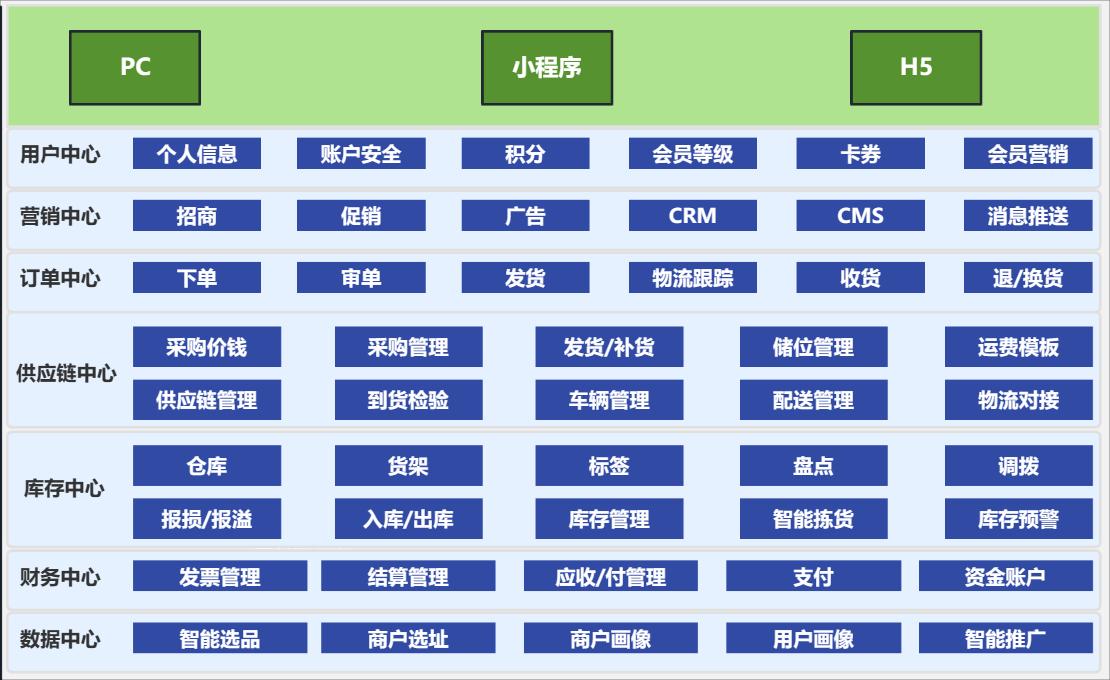 PC 小程序 H5
用户中心 个人信息 账户安全 积分 会员等级 卡券 会员营销
营销中心 招商 促销 广告 CRM CMS 消息推送
订单中心 下单 审单 发货 物流跟踪 收货 退/换货
供应链中心
采购价钱 采购管理 发货/补货 储位管理 运费模板
供应链管理 到货检验 车辆管理 配送管理 物流对接
库存中心
仓库 货架 标签 盘点 调拨
报损/报溢 入库/出库 库存管理 智能拣货 库存预警
财务中心 发票管理 结算管理 应收/付管理 支付 资金账户
数据中心 智能选品 商户选址 商户画像 用户画像 智能推广